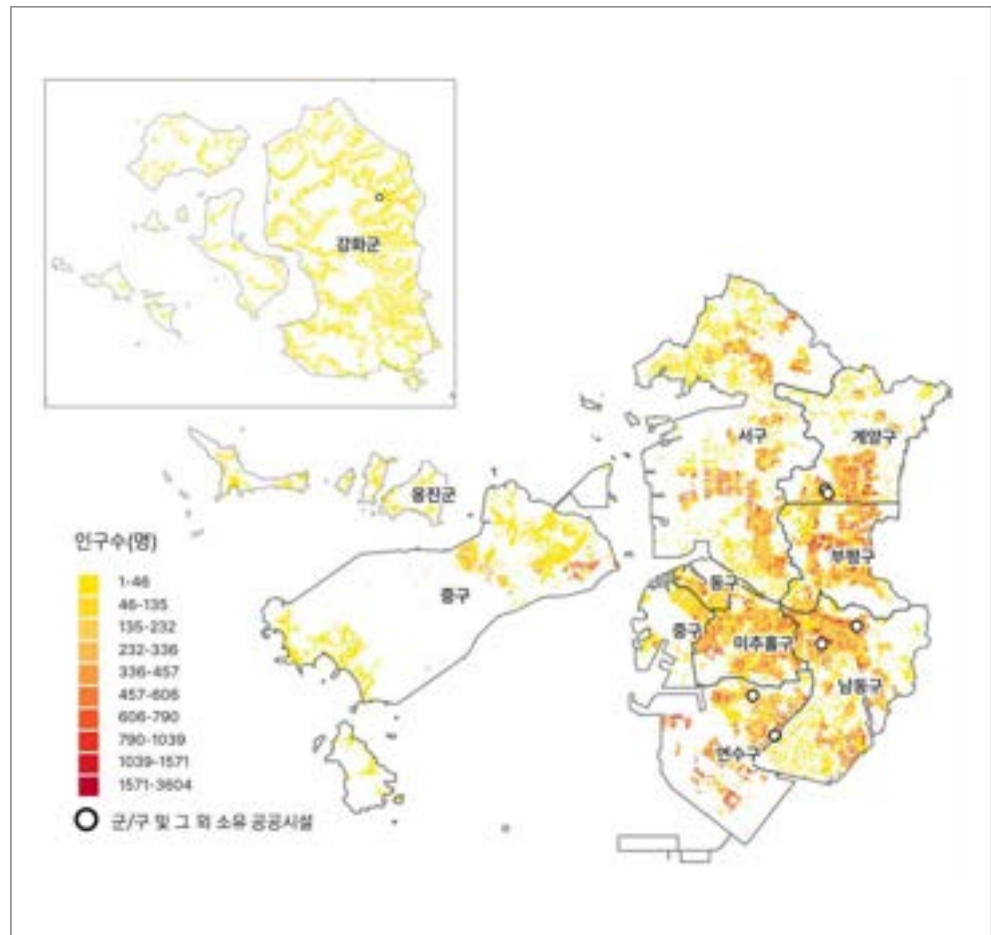 강화군
서구
계양구
옹진군
부평구
동구
중구
중구
미추홀구
남동구
연수구
인구수(명)
1-46
46-135
135-232
232-336
336-457
457-606
606-790
790-1039
1039-1571
1571-3604
군/구 및 그 외 소유 공공시설